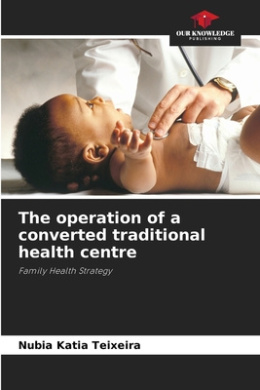 OUR KNOWLEDGE
PUBLISHING
The operation of a
converted traditional
health centre
Family Health Strategy
Nubia Katia Teixeira